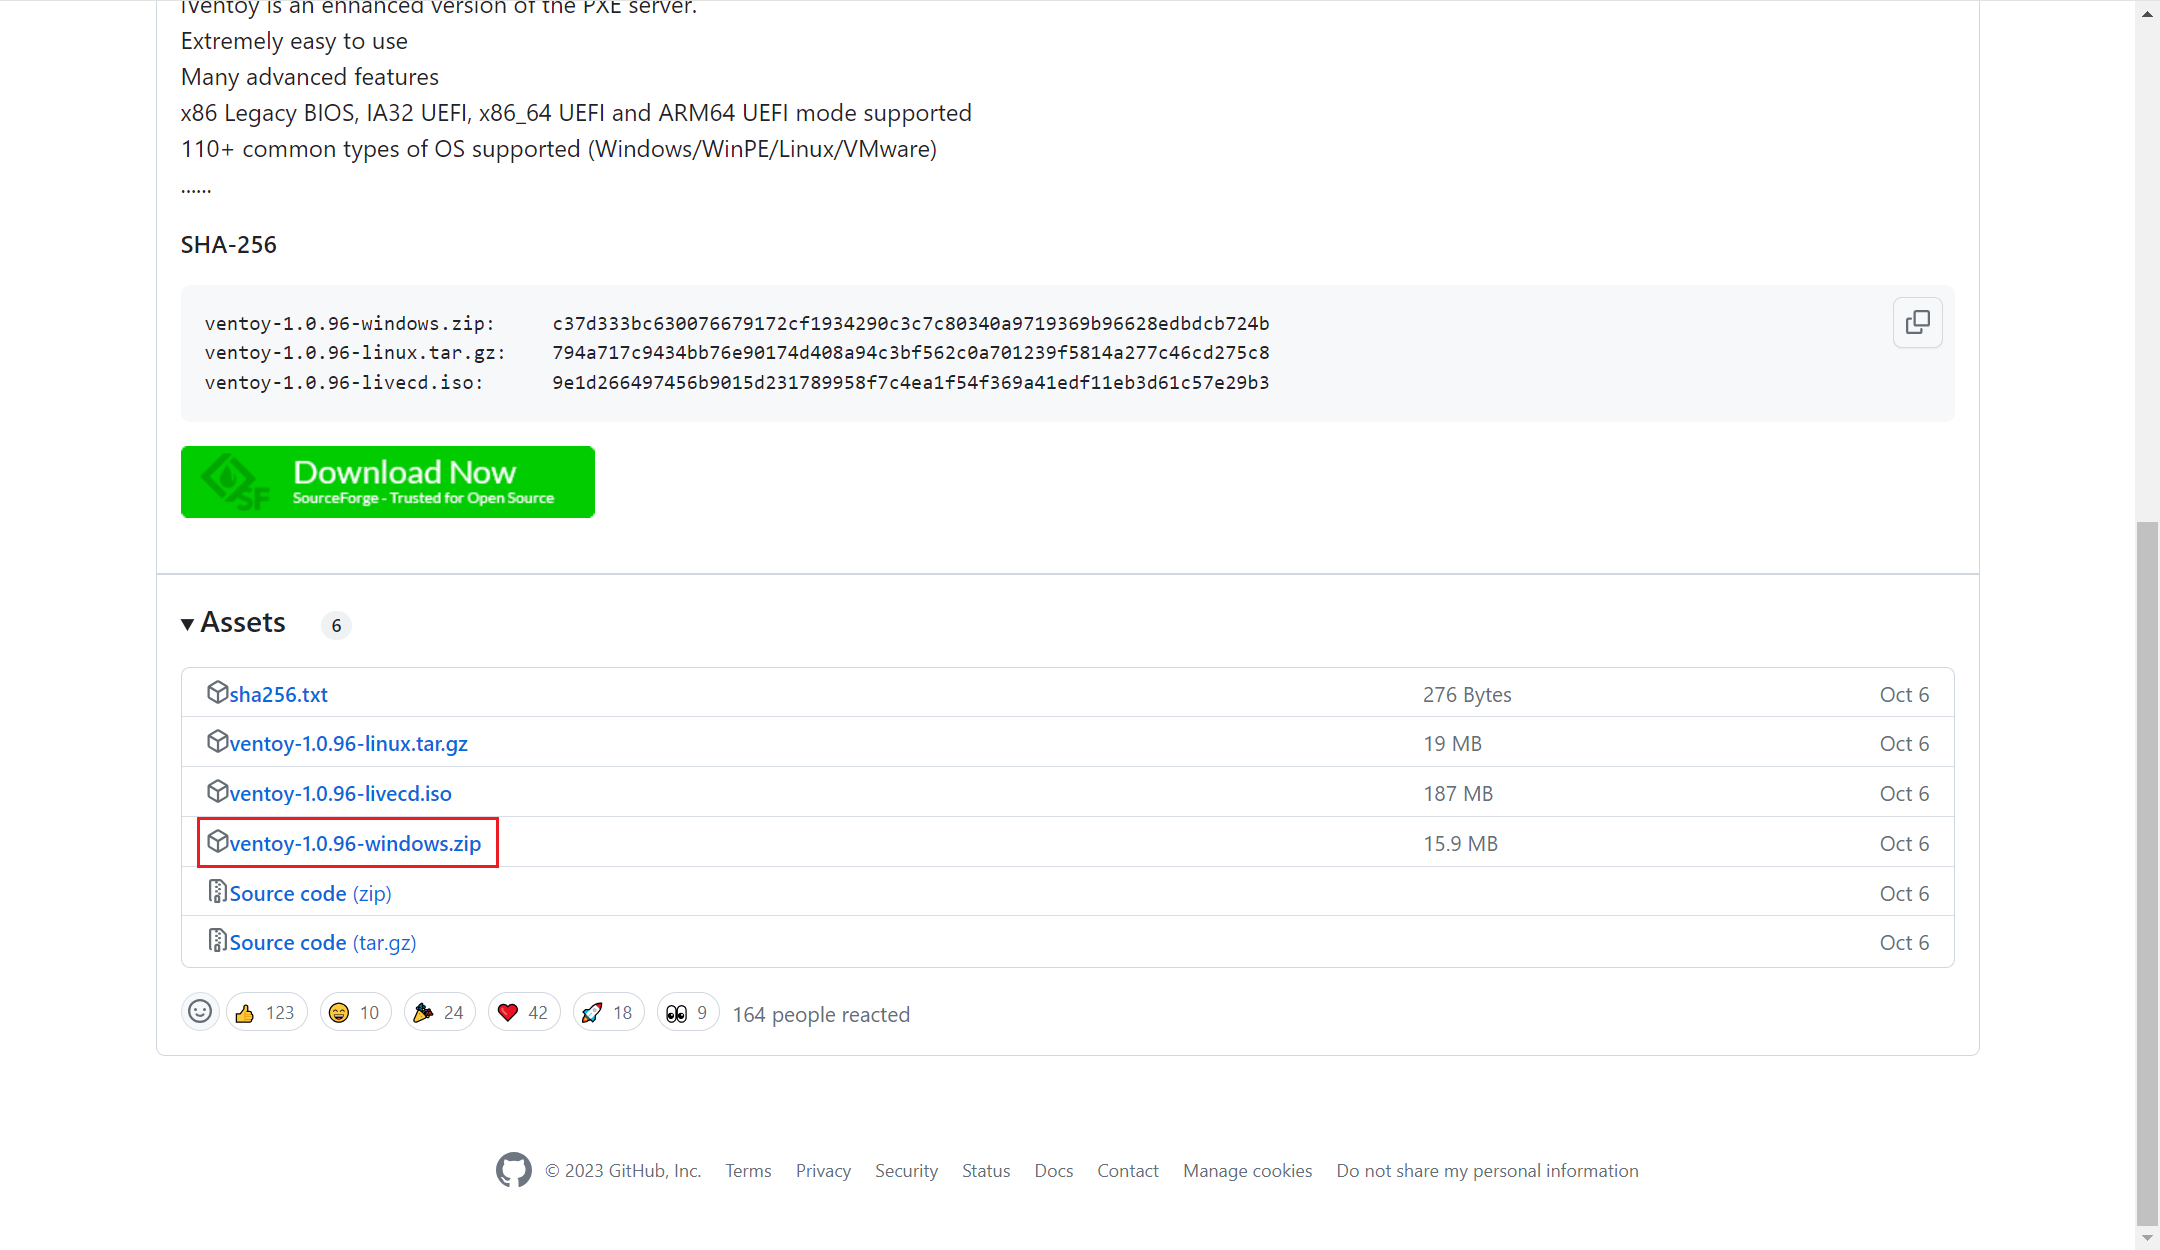 iVentoy is an enhanced version of the PXE server.
Extremely easy to use
Many advanced features
x86 Legacy BIOS, IA32 UEFI, x86_64 UEFI and ARM64 UEFI mode supported
110+ common types of OS supported (Windows/WinPE/Linux/VMware)
......
SHA-256
ventoy-1.0.96-windows.zip: c37d333bc630076679172cf1934290c3c7c80340a9719369b96628edbdcb724b
ventoy-1.0.96-linux.tar.gz: 794a717c9434bb76e90174d408a94c3bf562c0a701239f5814a277c46cd275c8
ventoy-1.0.96-livecd.iso: 9e1d266497456b9015d231789958f7c4ea1f54f369a41edf11eb3d61c57e29b3
SF
Download Now
SourceForge - Trusted for Open Source
Assets 6
sha256.txt 276 Bytes Oct 6
ventoy-1.0.96-linux.tar.gz 19 MB Oct 6
ventoy-1.0.96-livecd.iso 187 MB Oct 6
ventoy-1.0.96-windows.zip 15.9 MB Oct 6
Source code (zip) Oct 6
Source code (tar.gz) Oct 6
123 10 24 42 18 9 164 people reacted
© 2023 GitHub, Inc. Terms Privacy Security Status Docs Contact Manage cookies Do not share my personal information